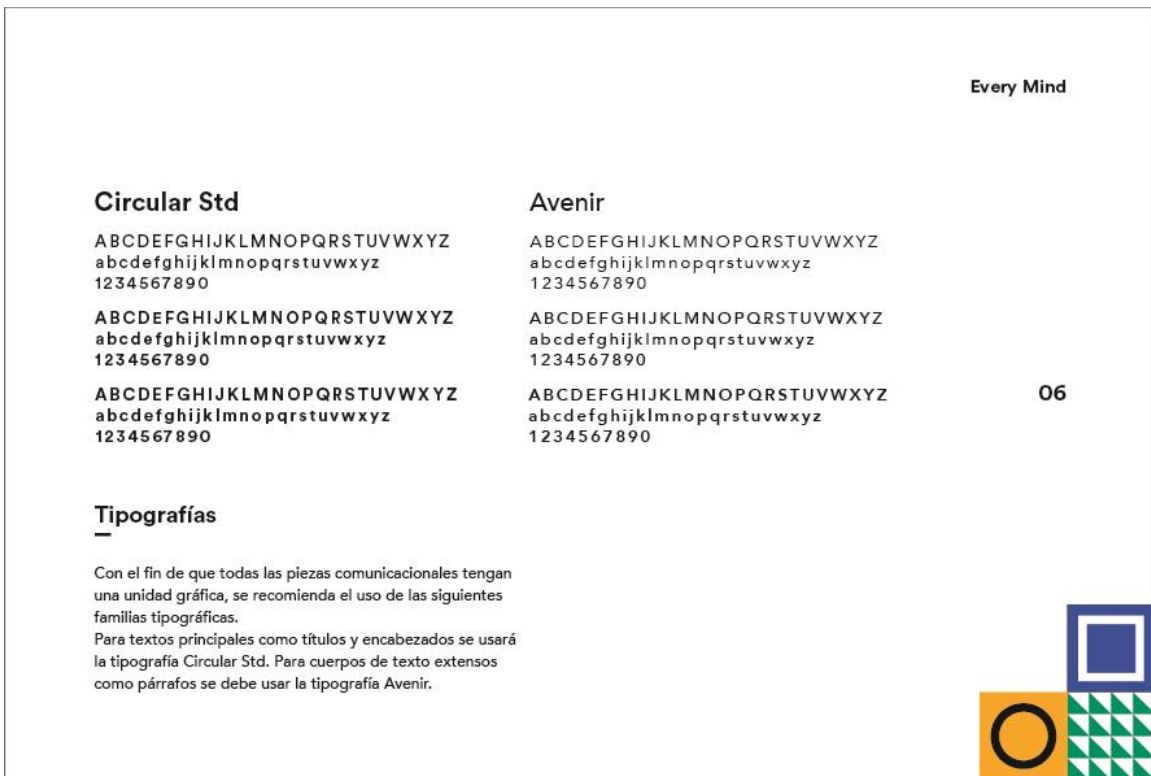 Every Mind
Circular Std
ABCDEFGHIJKLMNOPQRSTUVWXYZ
abcdefghijklmnopqrstuvwxyz
1234567890
ABCDEFGHIJKLMNOPQRSTUVWXYZ
abcdefghijklmnopqrstuvwxyz
1234567890
ABCDEFGHIJKLMNOPQRSTUVWXYZ
abcdefghijklmnopqrstuvwxyz
1234567890
Avenir
ABCDEFGHIJKLMNOPQRSTUVWXYZ
abcdefghijklmnopqrstuvwxyz
1234567890
ABCDEFGHIJKLMNOPQRSTUVWXYZ
abcdefghijklmnopqrstuvwxyz
1234567890
ABCDEFGHIJKLMNOPQRSTUVWXYZ
abcdefghijklmnopqrstuvwxyz
1234567890
06
Tipografías
Con el fin de que todas las piezas comunicacionales tengan
una unidad gráfica, se recomienda el uso de las siguientes
familias tipográficas.
Para textos principales como títulos y encabezados se usará
la tipografía Circular Std. Para cuerpos de texto extensos
como párrafos se debe usar la tipografía Avenir.